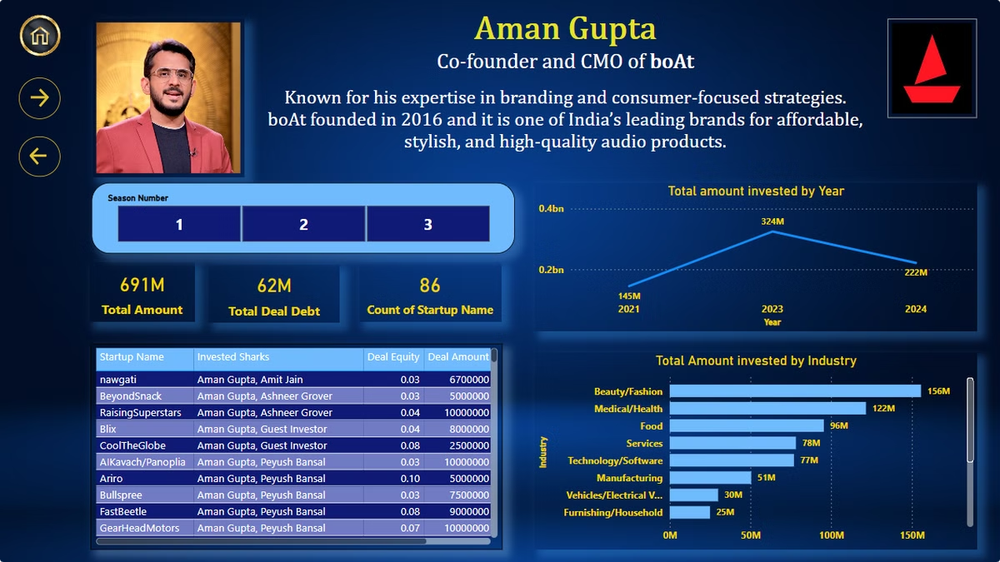 Aman Gupta
Co-founder and CMO of boAt
Known for his expertise in branding and consumer-focused strategies.
boAt founded in 2016 and it is one of India's leading brands for affordable,
stylish, and high-quality audio products.
Season Number
1 2 3
691M
Total Amount
62M
Total Deal Debt
86
Count of Startup Name
Startup Name Invested Sharks Deal Equity Deal Amount
nawgati Aman Gupta, Amit Jain 0.03 6700000
BeyondSnack Aman Gupta, Ashneer Grover 0.03 5000000
RaisingSuperstars Aman Gupta, Ashneer Grover 0.04 10000000
Blix Aman Gupta, Guest Investor 0.04 8000000
CoolTheGlobe Aman Gupta, Guest Investor 0.08 2500000
AIKavach/Panoplia Aman Gupta, Peyush Bansal 0.03 10000000
Ariro Aman Gupta, Peyush Bansal 0.10 5000000
Bullspree Aman Gupta, Peyush Bansal 0.03 7500000
FastBeetle Aman Gupta, Peyush Bansal 0.08 9000000
GearHeadMotors Aman Gupta, Peyush Bansal 0.07 10000000
Total amount invested by Year
0.4bn
324M
0.2bn
222M
145M
2021 2023 2024
Year
Total Amount invested by Industry
Industry
Beauty/Fashion 156M
Medical/Health 122M
Food 96M
Services 78M
Technology/Software 77M
Manufacturing 51M
Vehicles/Electrical V... 30M
Furnishing/Household 25M
0M 50M 100M 150M